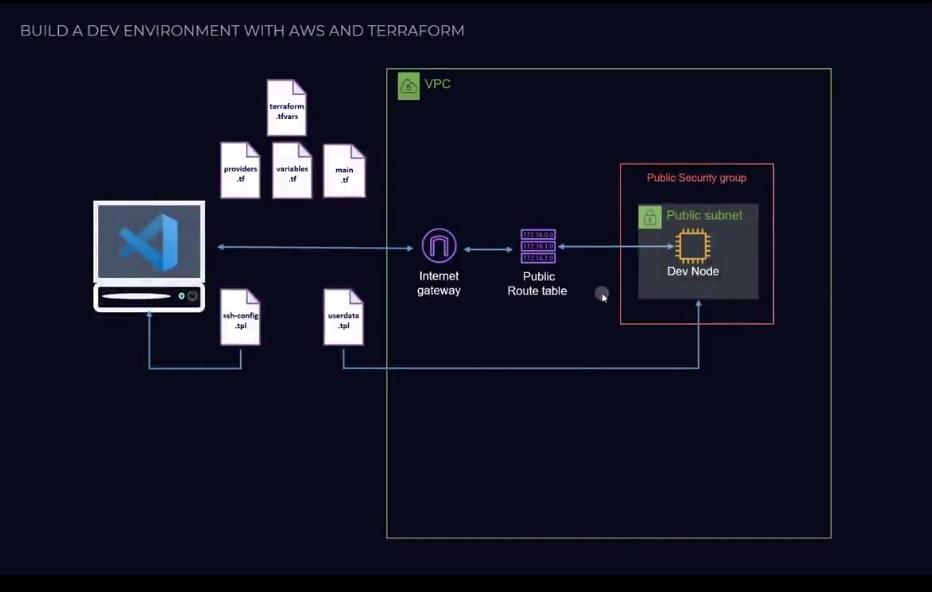 BUILD A DEV ENVIRONMENT WITH AWS AND TERRAFORM
VPC
terraform
.tfvars
providers
.tf
variables
.tf
main
.tf
Public Security group
Public subnet
172.16.0.0
172.16.1.0
172.16.2.0
Internet
gateway
Public
Route table
Dev Node
ssh-config
.tpl
userdata
.tpl